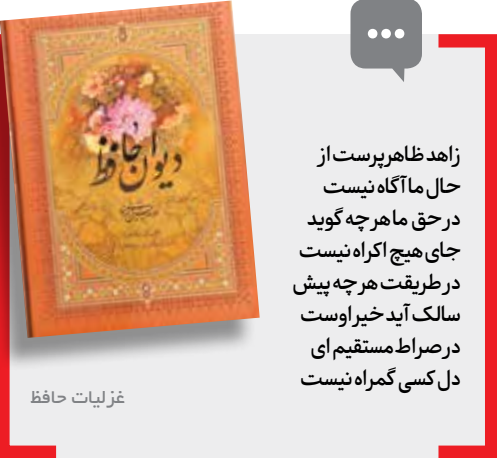 زاهد ظاهرپرست از
حال ما آگاه نیست
در حق ما هر چه گوید
جای هیچ اکراه نیست
در طریقت هر چه پیش
سالک آید خیر اوست
در صراط مستقیم ای
دل کسی گمراه نیست
دیوان حافظ
غزلیات حافظ